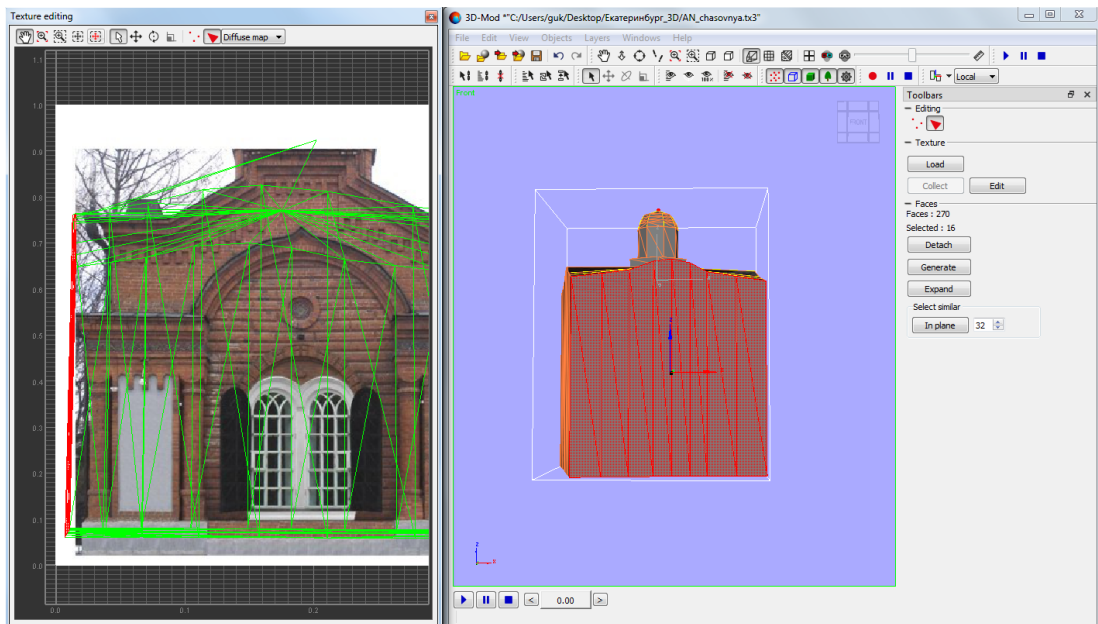 Texture editing
Diffuse map
1.1
1.0
0.9
0.8
0.7
0.6
0.5
0.4
0.3
0.2
0.1
0.0
0.0 0.1 0.2
3D-Mod *"C:/Users/guk/Desktop/Екатеринбург_3D/AN_chasovnya.tx3"
File Edit View Objects Layers Windows Help
100%
Local
Front
FRONT
z
Toolbars
Editing
Texture
Load
Collect Edit
Faces
Faces : 270
Selected : 16
Detach
Generate
Expand
Select similar
In plane 32
< 0.00 >